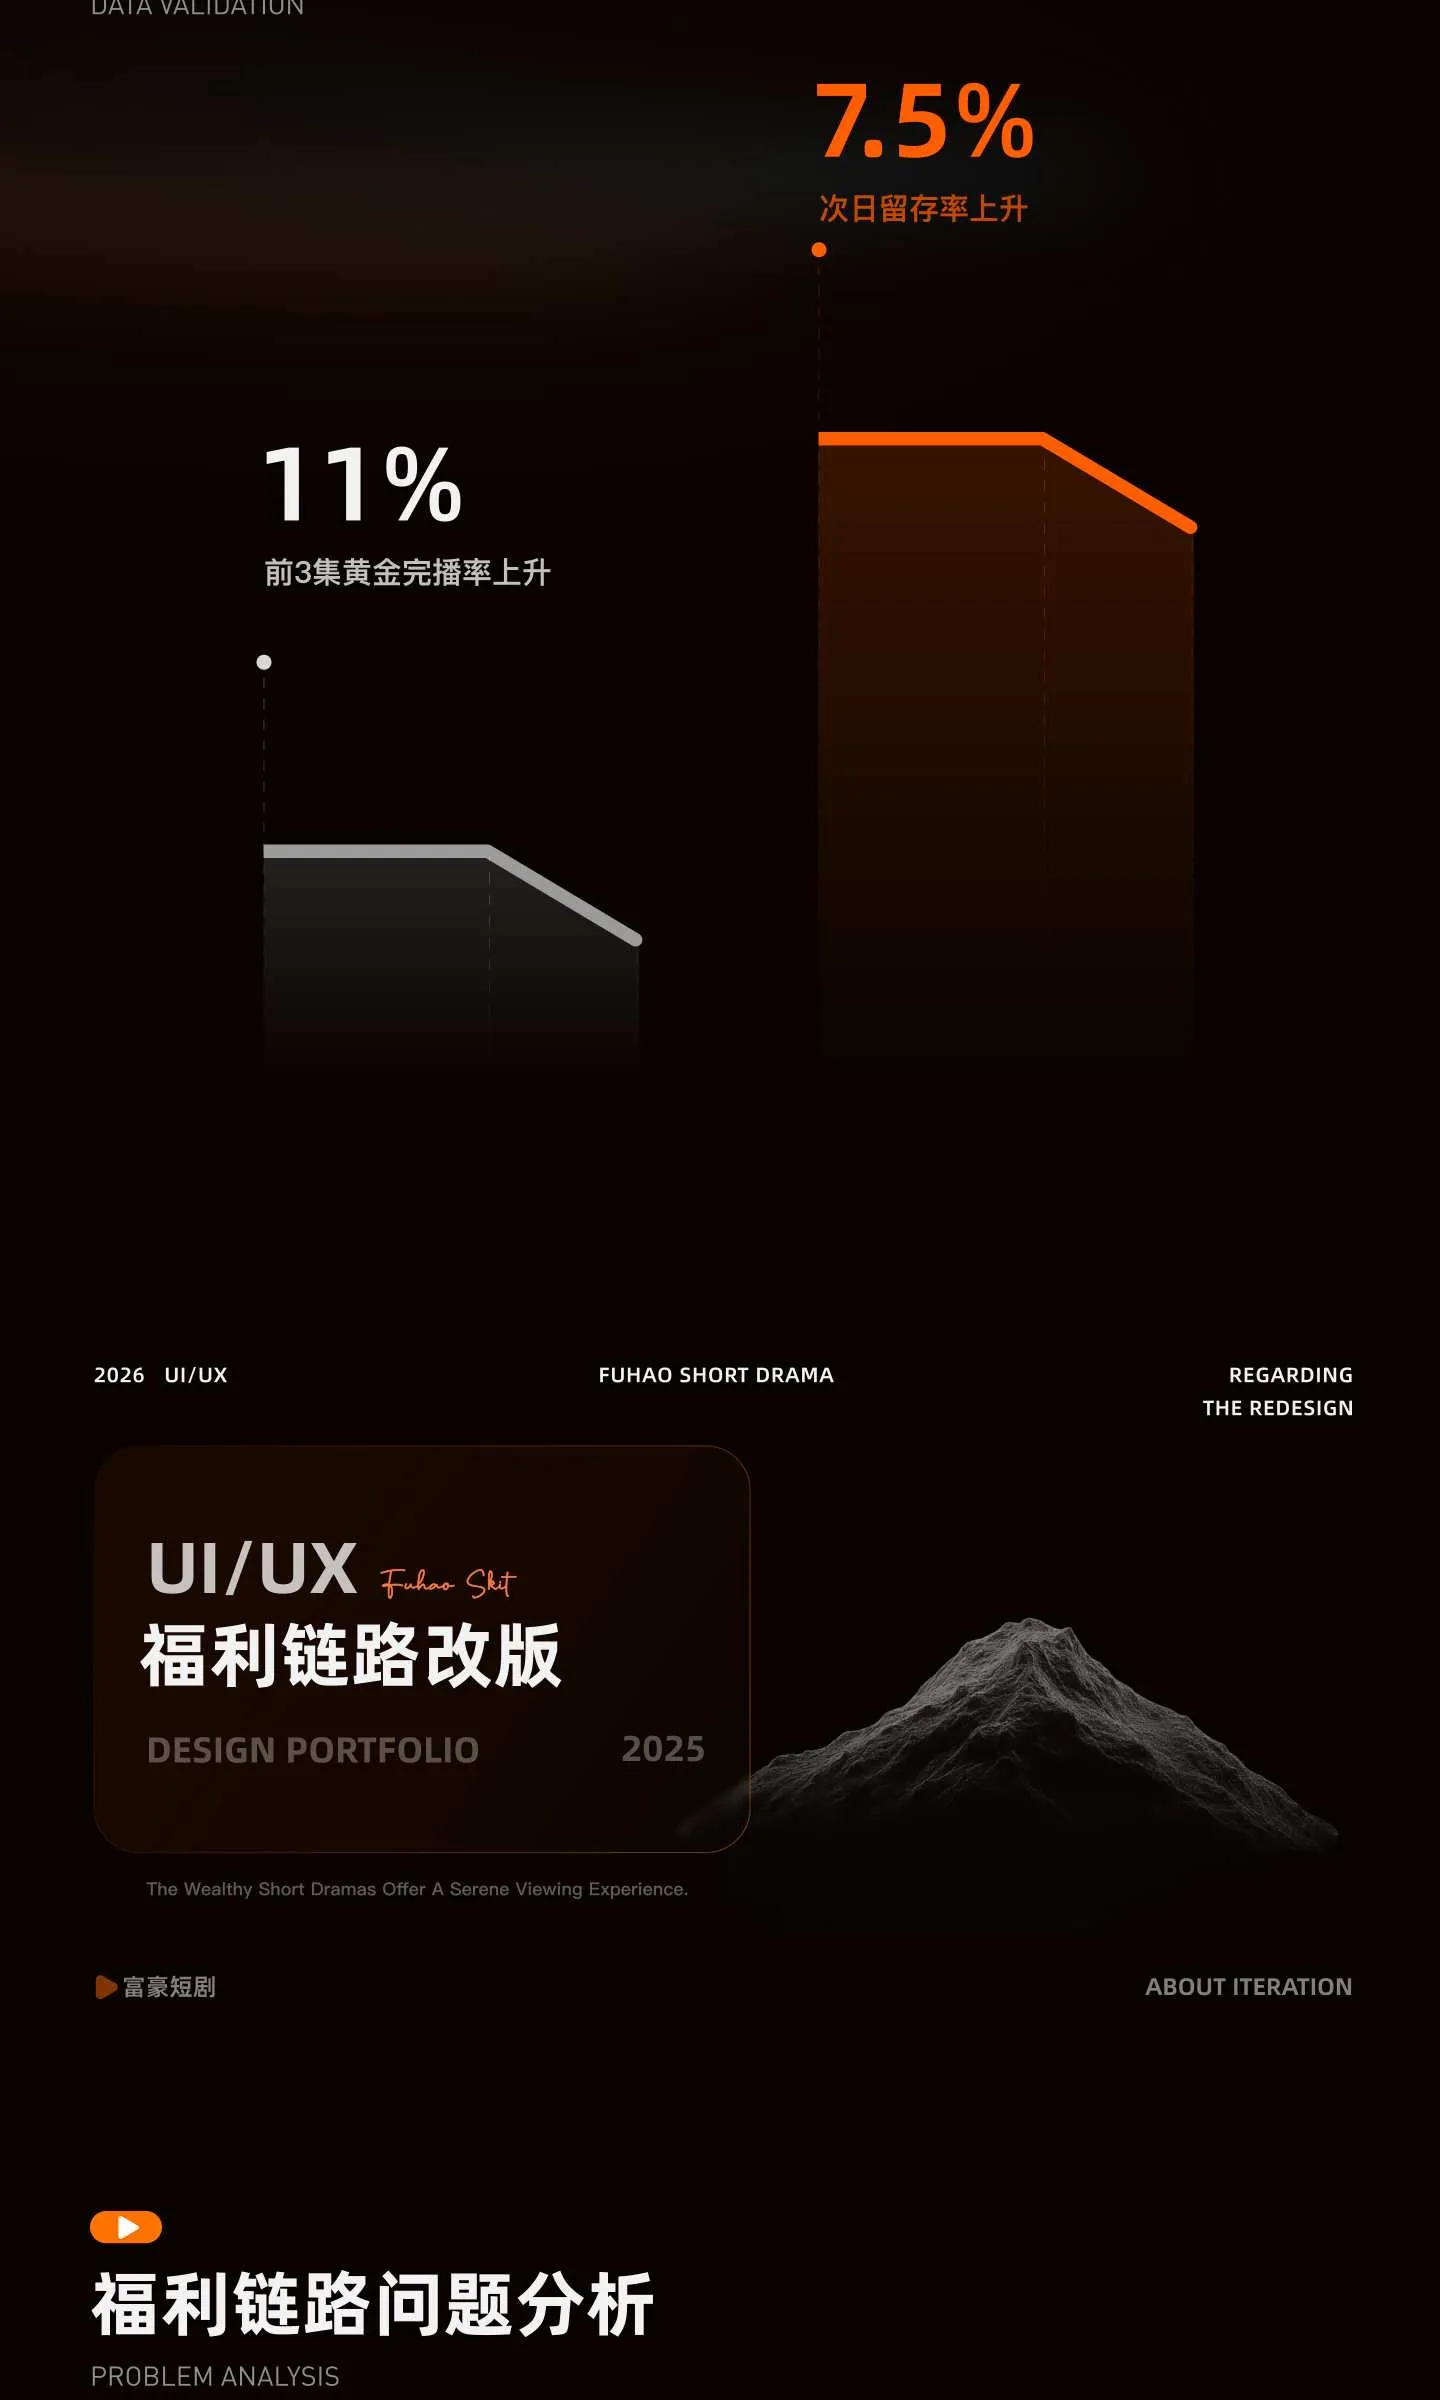 DATA VALIDATION
7.5%
次日留存率上升
11%
前3集黄金完播率上升
2026 UI/UX
FUHAO SHORT DRAMA
REGARDING
THE REDESIGN
UI/UX Fuhao Skit
福利链路改版
DESIGN PORTFOLIO 2025
The Wealthy Short Dramas Offer A Serene Viewing Experience.
富豪短剧
ABOUT ITERATION
福利链路问题分析
PROBLEM ANALYSIS